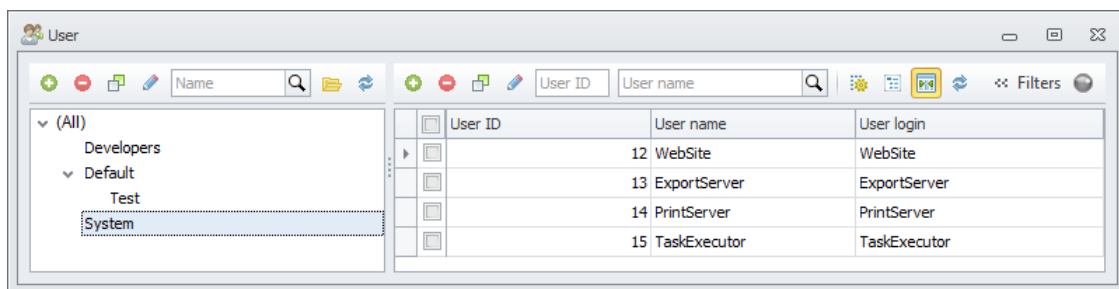 User
Name User ID User name << Filters
(All)
Developers
Default
Test
System
User ID User name User login
12 WebSite WebSite
13 ExportServer ExportServer
14 PrintServer PrintServer
15 TaskExecutor TaskExecutor